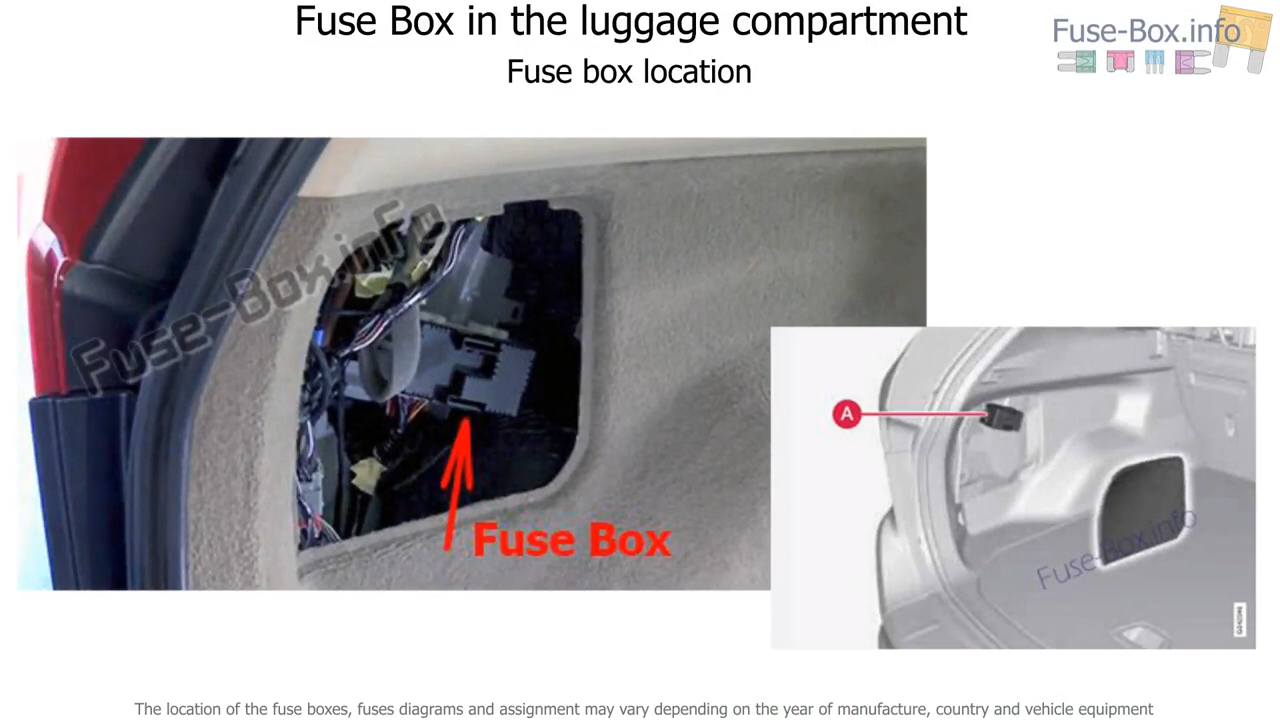 Fuse Box in the luggage compartment
Fuse-Box.info
Fuse box location
Fuse-Box.info
A
Fuse Box
Fuse-Box.info
The location of the fuse boxes, fuses diagrams and assignment may vary depending on the year of manufacture, country and vehicle equipment